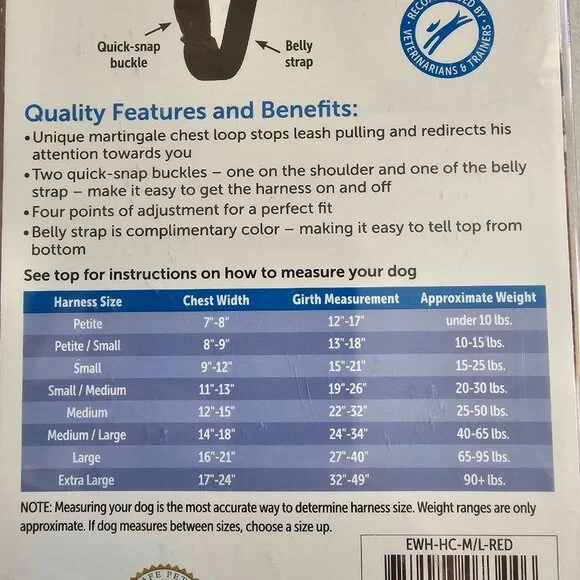 RECOMMENDED BY
VETERINARIANS & TRAINERS
Quick-snap
buckle
Belly
strap
Quality Features and Benefits:
•Unique martingale chest loop stops leash pulling and redirects his
attention towards you
•Two quick-snap buckles – one on the shoulder and one of the belly
strap – make it easy to get the harness on and off
•Four points of adjustment for a perfect fit
•Belly strap is complimentary color – making it easy to tell top from
bottom
See top for instructions on how to measure your dog
Harness Size Chest Width Girth Measurement Approximate Weight
Petite 7"-8" 12"-17" under 10 lbs.
Petite / Small 8"-9" 13"-18" 10-15 lbs.
Small 9"-12" 15"-21" 15-25 lbs.
Small / Medium 11"-13" 19"-26" 20-30 lbs.
Medium 12"-15" 22"-32" 25-50 lbs.
Medium / Large 14"-18" 24"-34" 40-65 lbs.
Large 16"-21" 27"-40" 65-95 lbs.
Extra Large 17"-24" 32"-49" 90+ lbs.
NOTE: Measuring your dog is the most accurate way to determine harness size. Weight ranges are only
approximate. If dog measures between sizes, choose a size up.
EWH-HC-M/L-RED